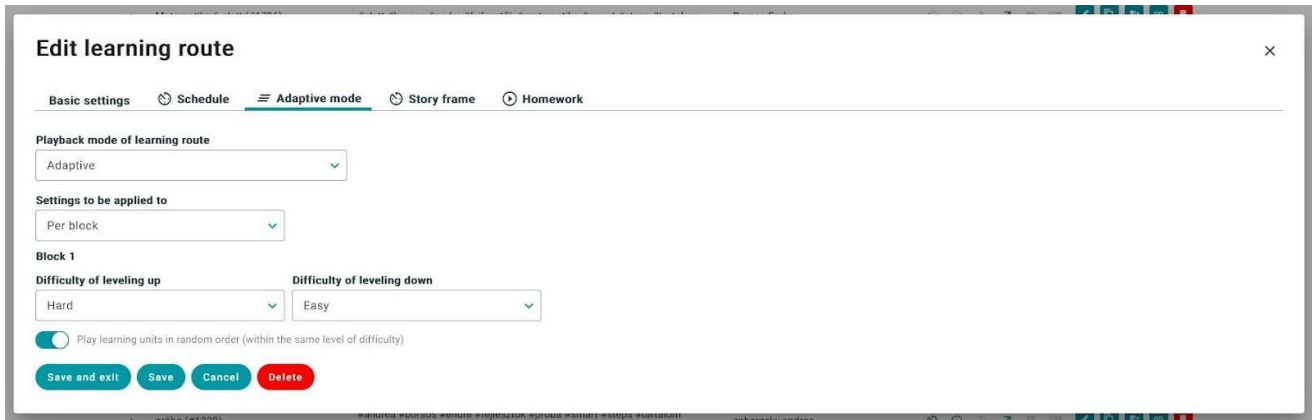 Edit learning route
Basic settings Schedule Adaptive mode Story frame Homework
Playback mode of learning route
Adaptive
Settings to be applied to
Per block
Block 1
Difficulty of leveling up Difficulty of leveling down
Hard Easy
Play learning units in random order (within the same level of difficulty)
Save and exit Save Cancel Delete